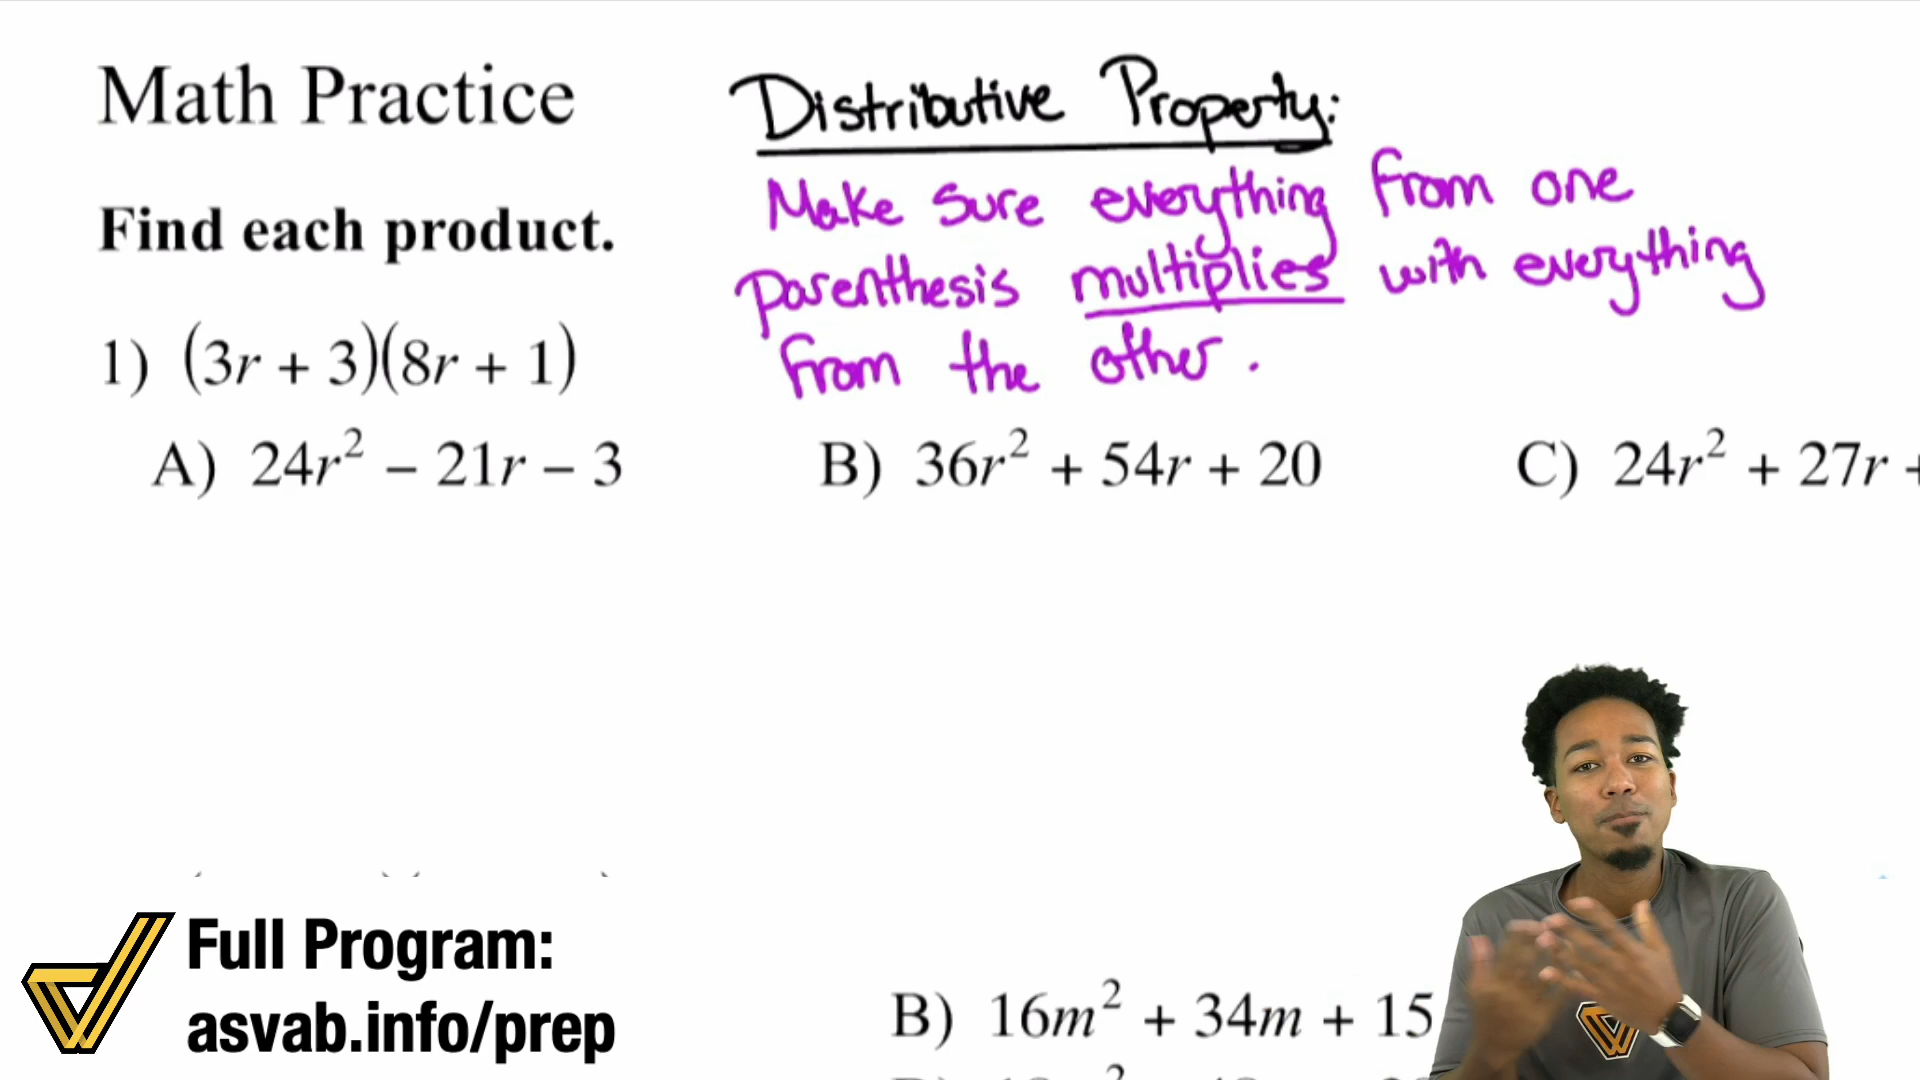 Math Practice
Distributive Property:
Find each product.
Make sure everything from one
parenthesis multiplies with everything
from the other.
1) (3r + 3)(8r + 1)
A) 24r² − 21r − 3
B) 36r² + 54r + 20
C) 24r² + 27r +
Full Program:
asvab.info/prep
B) 16m² + 34m + 15